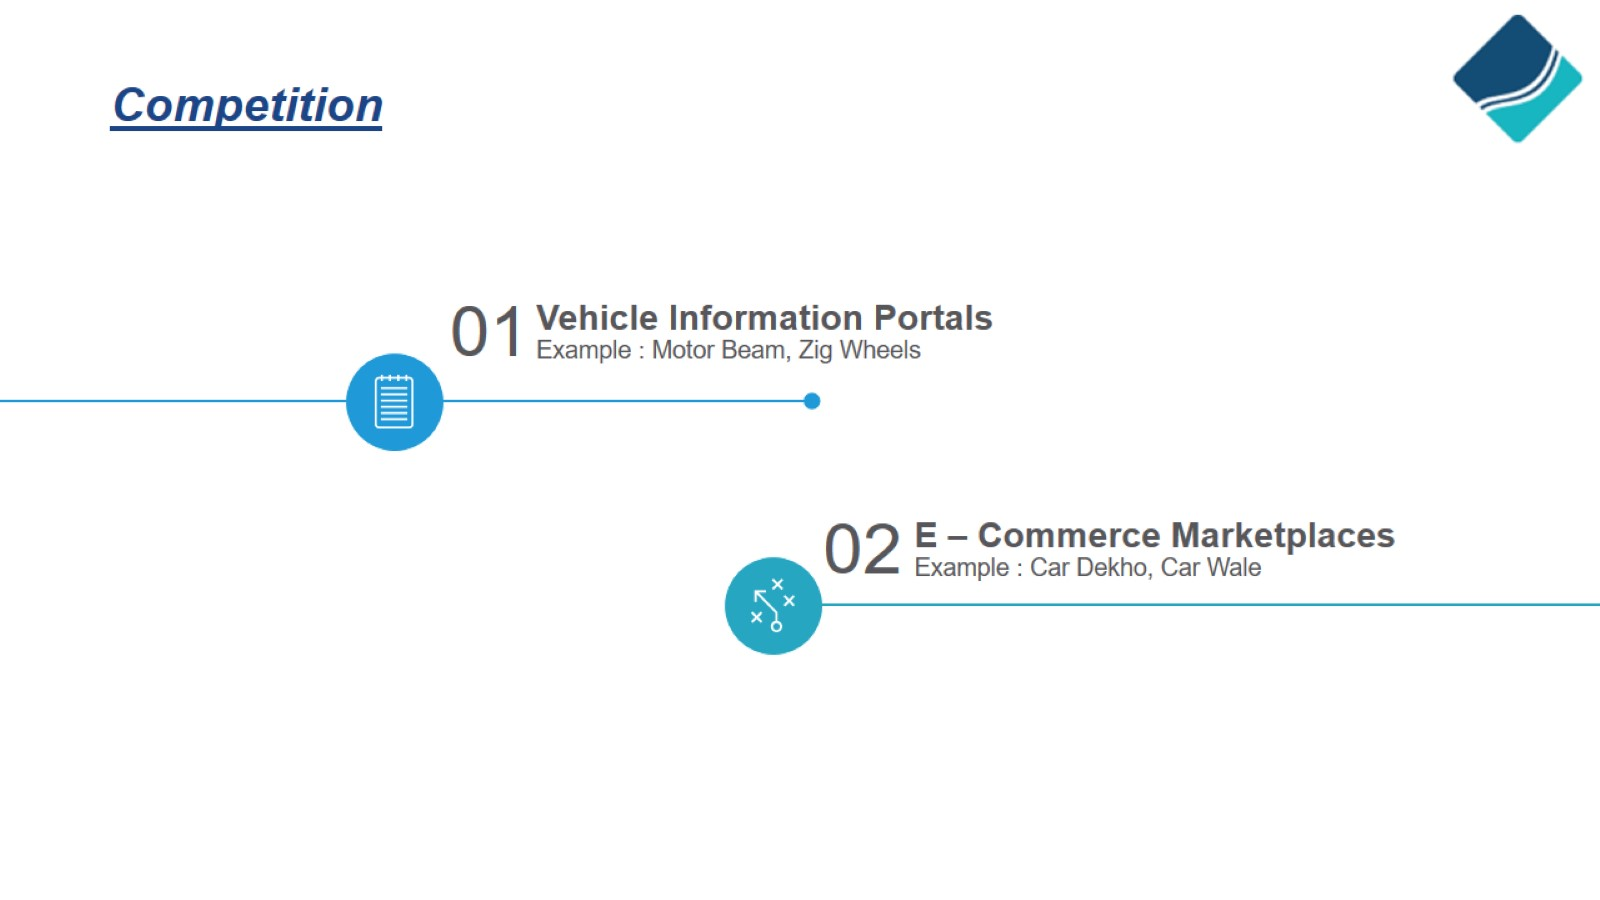 Competition
01 Vehicle Information Portals
Example : Motor Beam, Zig Wheels
02 E – Commerce Marketplaces
Example : Car Dekho, Car Wale